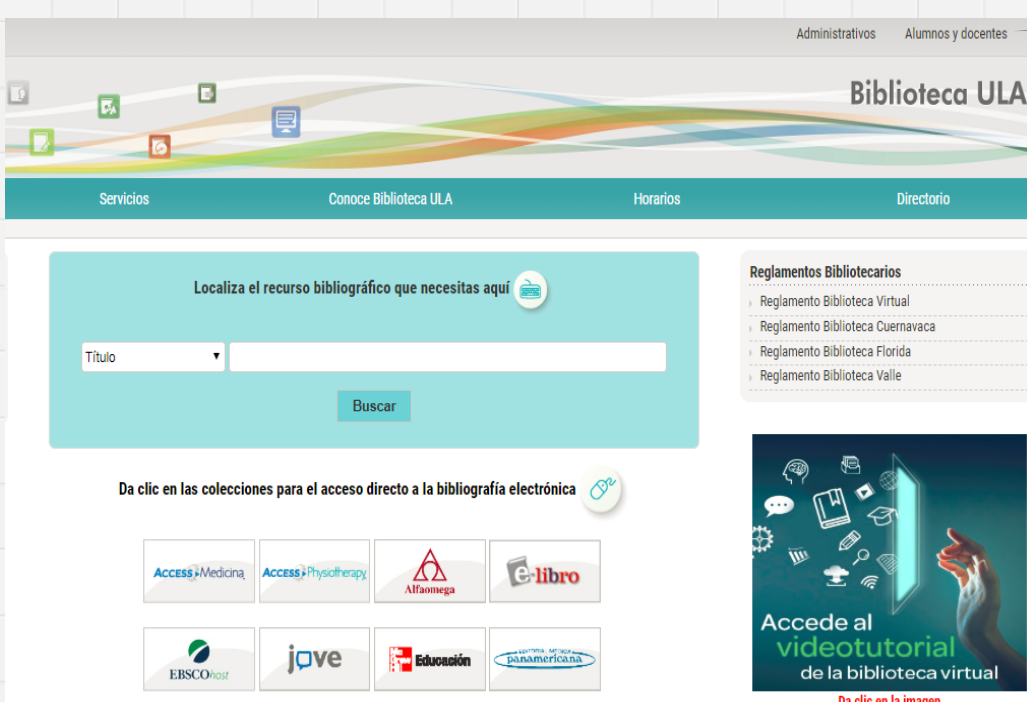 Administrativos Alumnos y docentes
Biblioteca ULA
Servicios Conoce Biblioteca ULA Horarios Directorio
Localiza el recurso bibliográfico que necesitas aquí
Título
Buscar
Da clic en las colecciones para el acceso directo a la bibliografía electrónica
ACCESS Medicina ACCESS Physiotherapy Alfaomega e-libro
EBSCOhost jove Educación EDITORIAL MEDICA panamericana
Reglamentos Bibliotecarios
Reglamento Biblioteca Virtual
Reglamento Biblioteca Cuernavaca
Reglamento Biblioteca Florida
Reglamento Biblioteca Valle
Accede al
videotutorial
de la biblioteca virtual
Da clic en la imagen